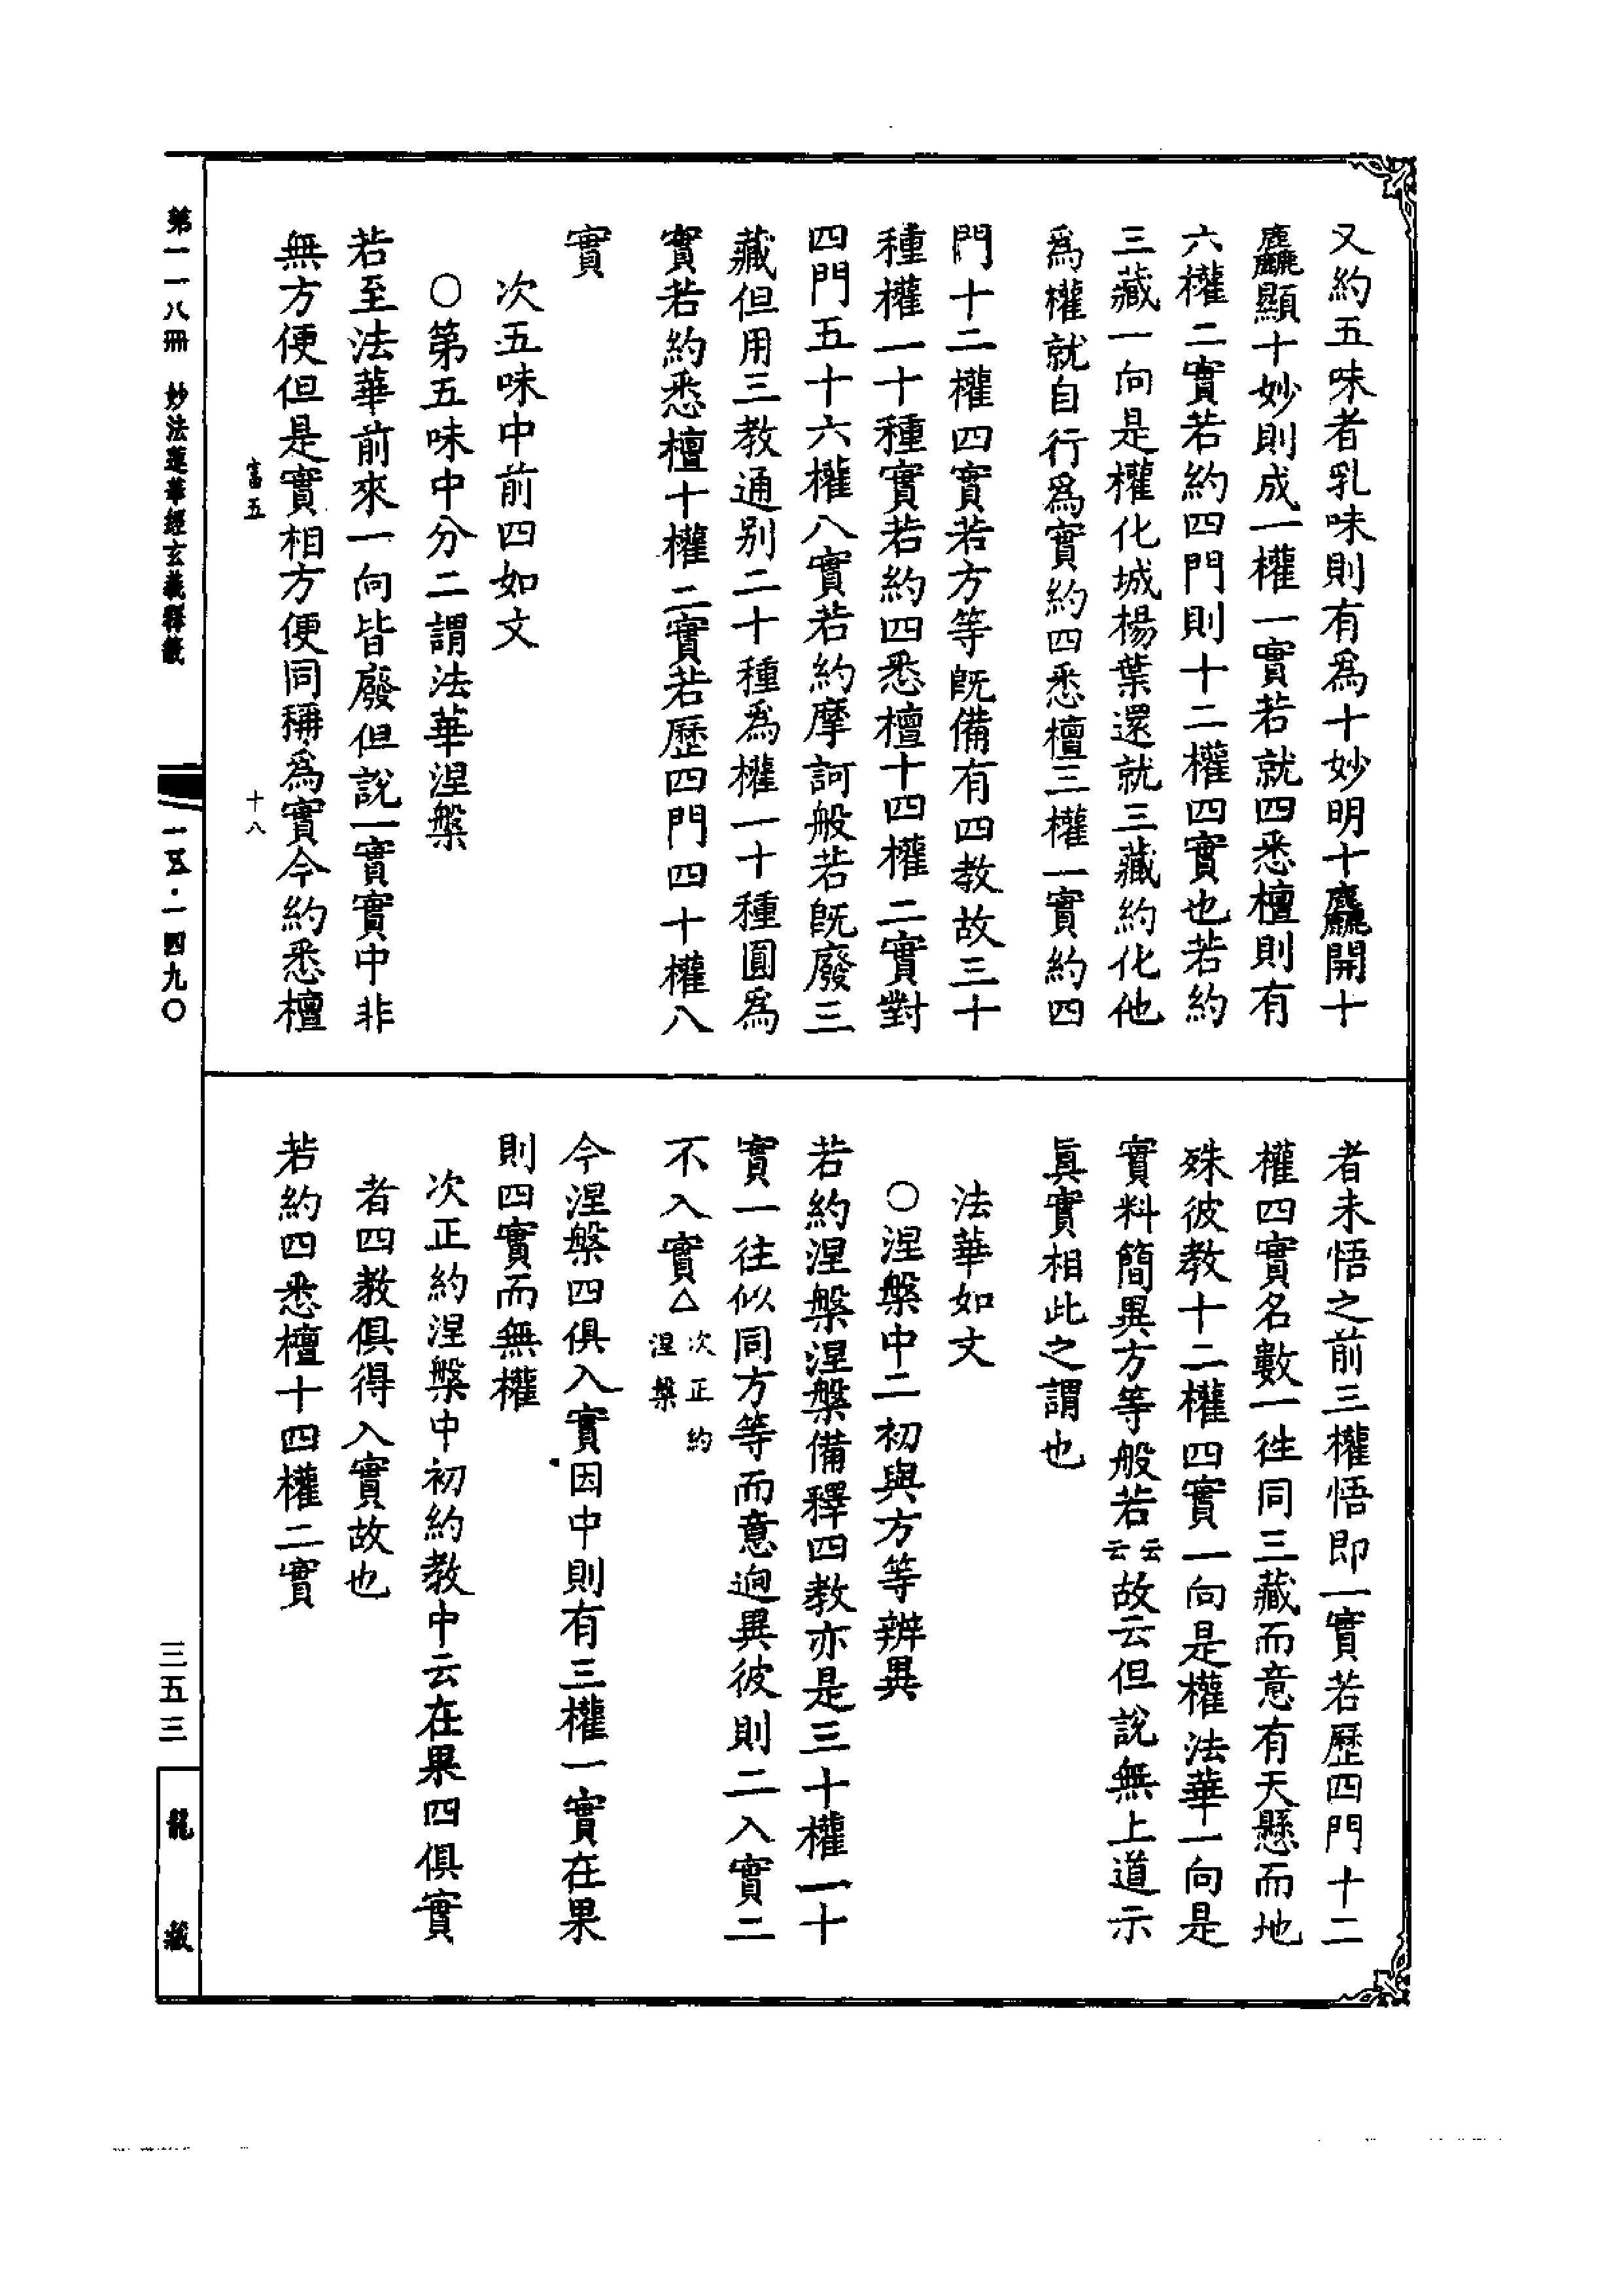 又約五味者乳味則有爲十妙明十麤開十
麤顯十妙則成一權一實若就四悉檀則有
六權二實若約四門則十二權四實也若約
三藏一向是權化城楊葉還就三藏約化他
爲權就自行爲實約四悉檀三權一實約四
門十二權四實若方等旣備有四教故三十
種權一十種實若約四悉檀十四權二實對
四門五十六權八實若約摩訶般若旣廢三
藏但用三教通别二十種爲權一十種圓爲
實若約悉檀十權二實若歷四門四十權八
實
次五味中前四如文
○第五味中分二謂法華涅槃
若至法華前來一向皆廢但說一實實中非
無方便但是實相方便同稱爲實今約悉檀
富五
十八
者未悟之前三權悟即一實若歷四門十二
權四實名數一往同三藏而意有天懸而地
殊彼教十二權四實一向是權法華一向是
實料簡異方等般若云云故云但說無上道示
眞實相此之謂也
法華如文
○涅槃中二初與方等辨異
若約涅槃涅槃備釋四教亦是三十權一十
實一往似同方等而意逈異彼則二入實二
不入實△次正約涅槃
今涅槃四俱入實因中則有三權一實在果
則四實而無權
次正約涅槃中初約教中云在果四俱實
者四教俱得入實故也
若約四悉檀十四權二實
第一一八冊 妙法蓮華經玄義釋籤
一五·一四九〇
三五三
龍藏